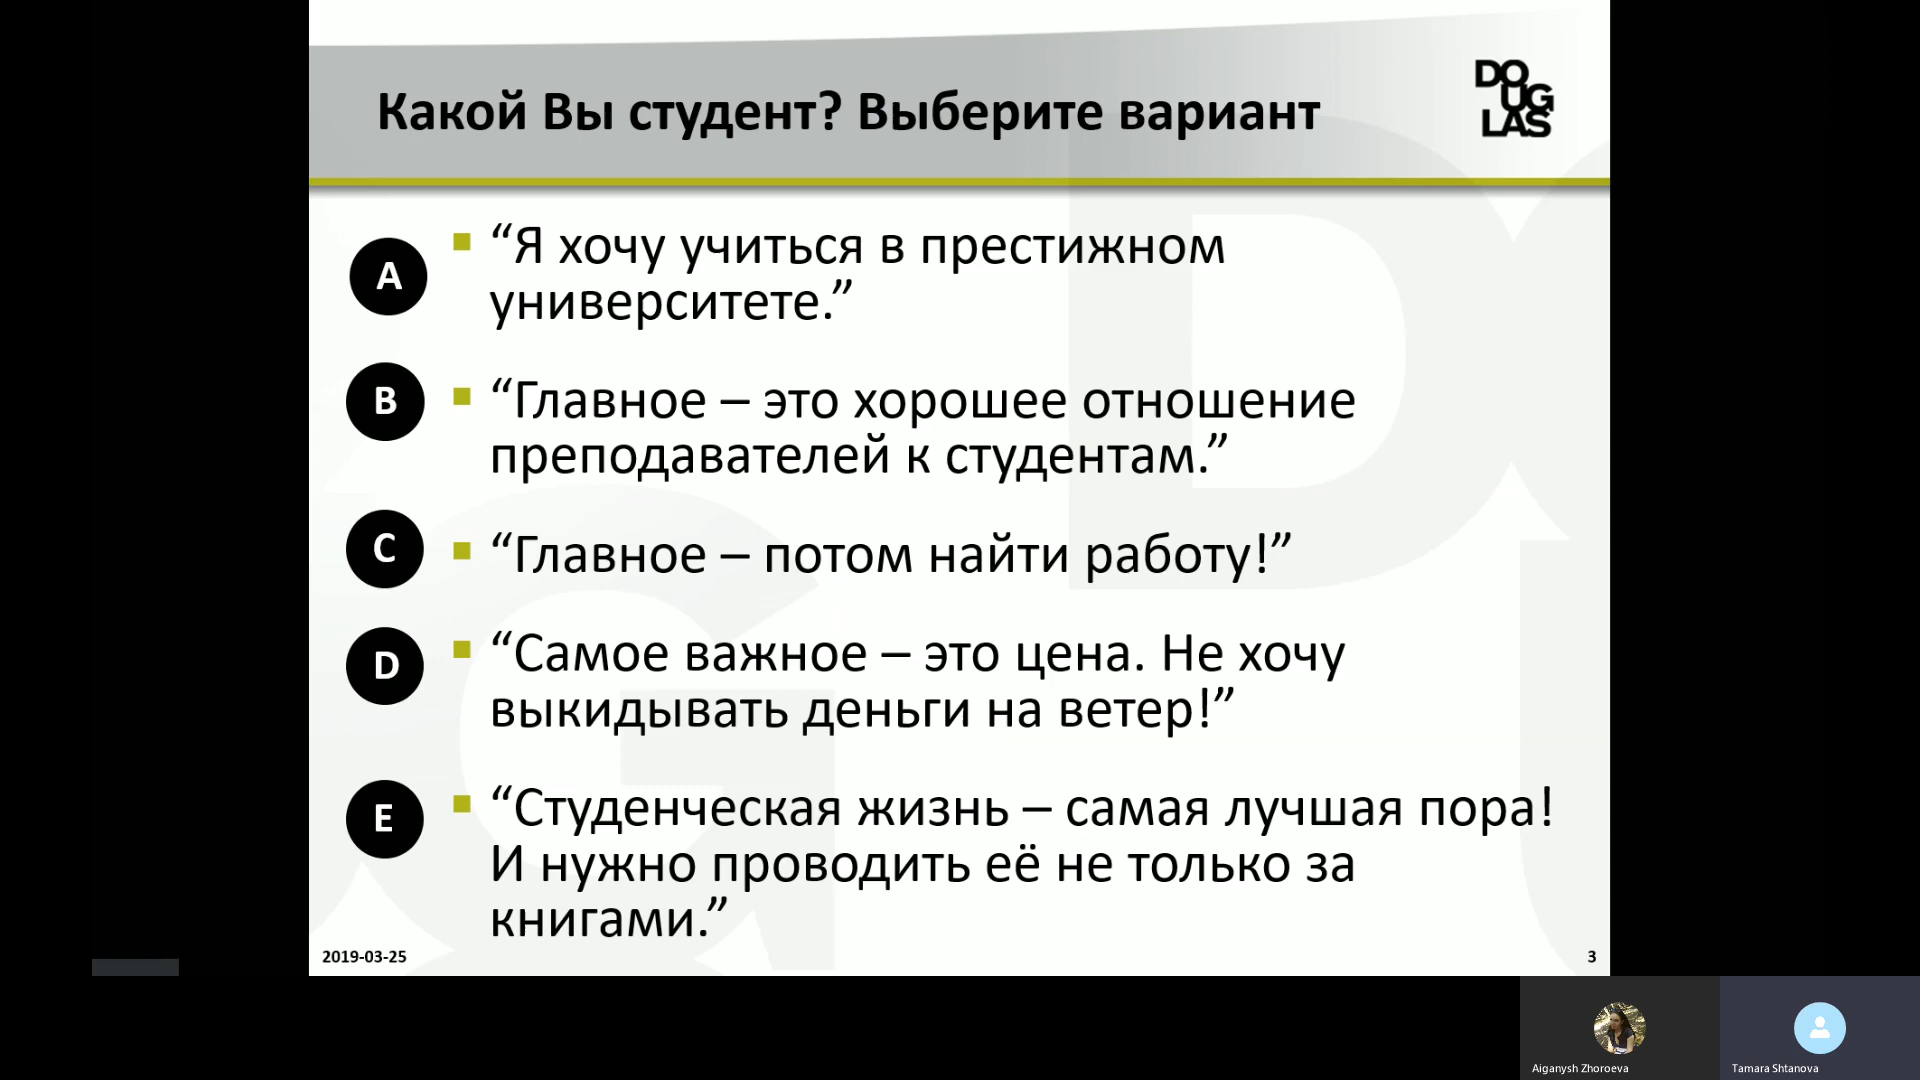 Какой Вы студент? Выберите вариант
DO
UG
LAS
A
“Я хочу учиться в престижном
университете.”
B
“Главное – это хорошее отношение
преподавателей к студентам.”
C
“Главное – потом найти работу!”
D
“Самое важное – это цена. Не хочу
выкидывать деньги на ветер!”
E
“Студенческая жизнь – самая лучшая пора!
И нужно проводить её не только за
книгами.”
2019-03-25
3
Aiganysh Zhoroeva
Tamara Shtanova